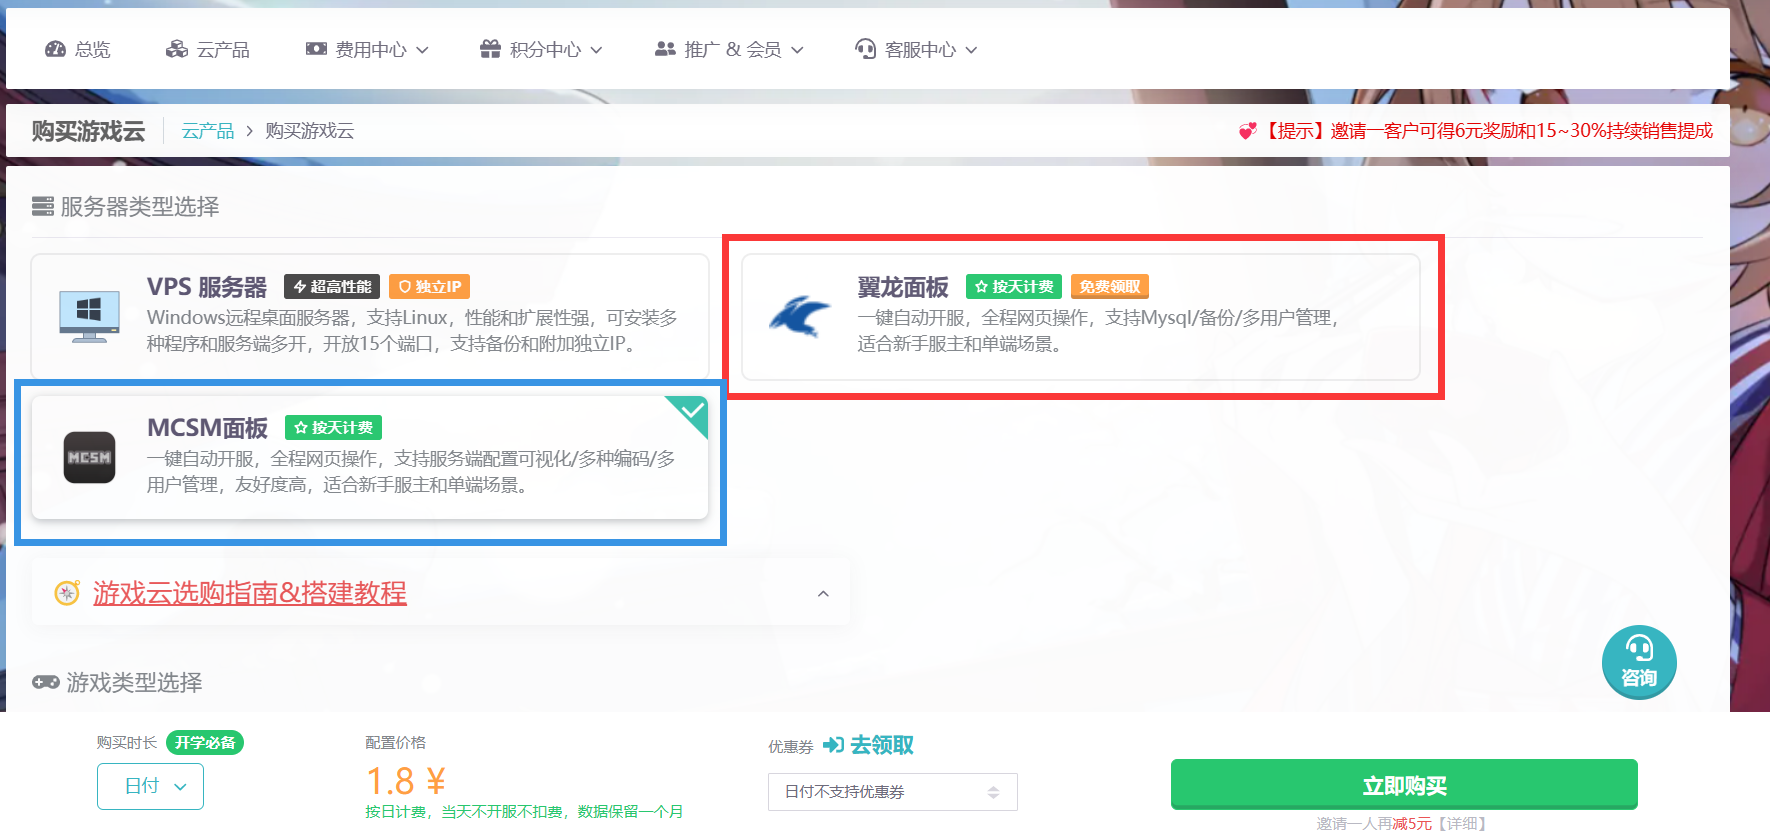 总览 云产品 费用中心 积分中心 推广 & 会员 客服中心
购买游戏云 云产品 > 购买游戏云 【提示】邀请一客户可得6元奖励和15~30%持续销售提成
服务器类型选择
VPS 服务器 超高性能 独立IP
Windows远程桌面服务器，支持Linux，性能和扩展性强，可安装多
种程序和服务端多开，开放15个端口，支持备份和附加独立IP。
翼龙面板 按天计费 免费领取
一键自动开服，全程网页操作，支持Mysql/备份/多用户管理，
适合新手服主和单端场景。
MCSM
MCSM面板 按天计费
一键自动开服，全程网页操作，支持服务端配置可视化/多种编码/多
用户管理，友好度高，适合新手服主和单端场景。
游戏云选购指南&搭建教程
咨询
游戏类型选择
购买时长 开学必备
日付
配置价格
1.8 ¥
按日计费，当天不开服不扣费，数据保留一个月
优惠券 去领取
日付不支持优惠券
立即购买
邀请一人再减5元【详细】